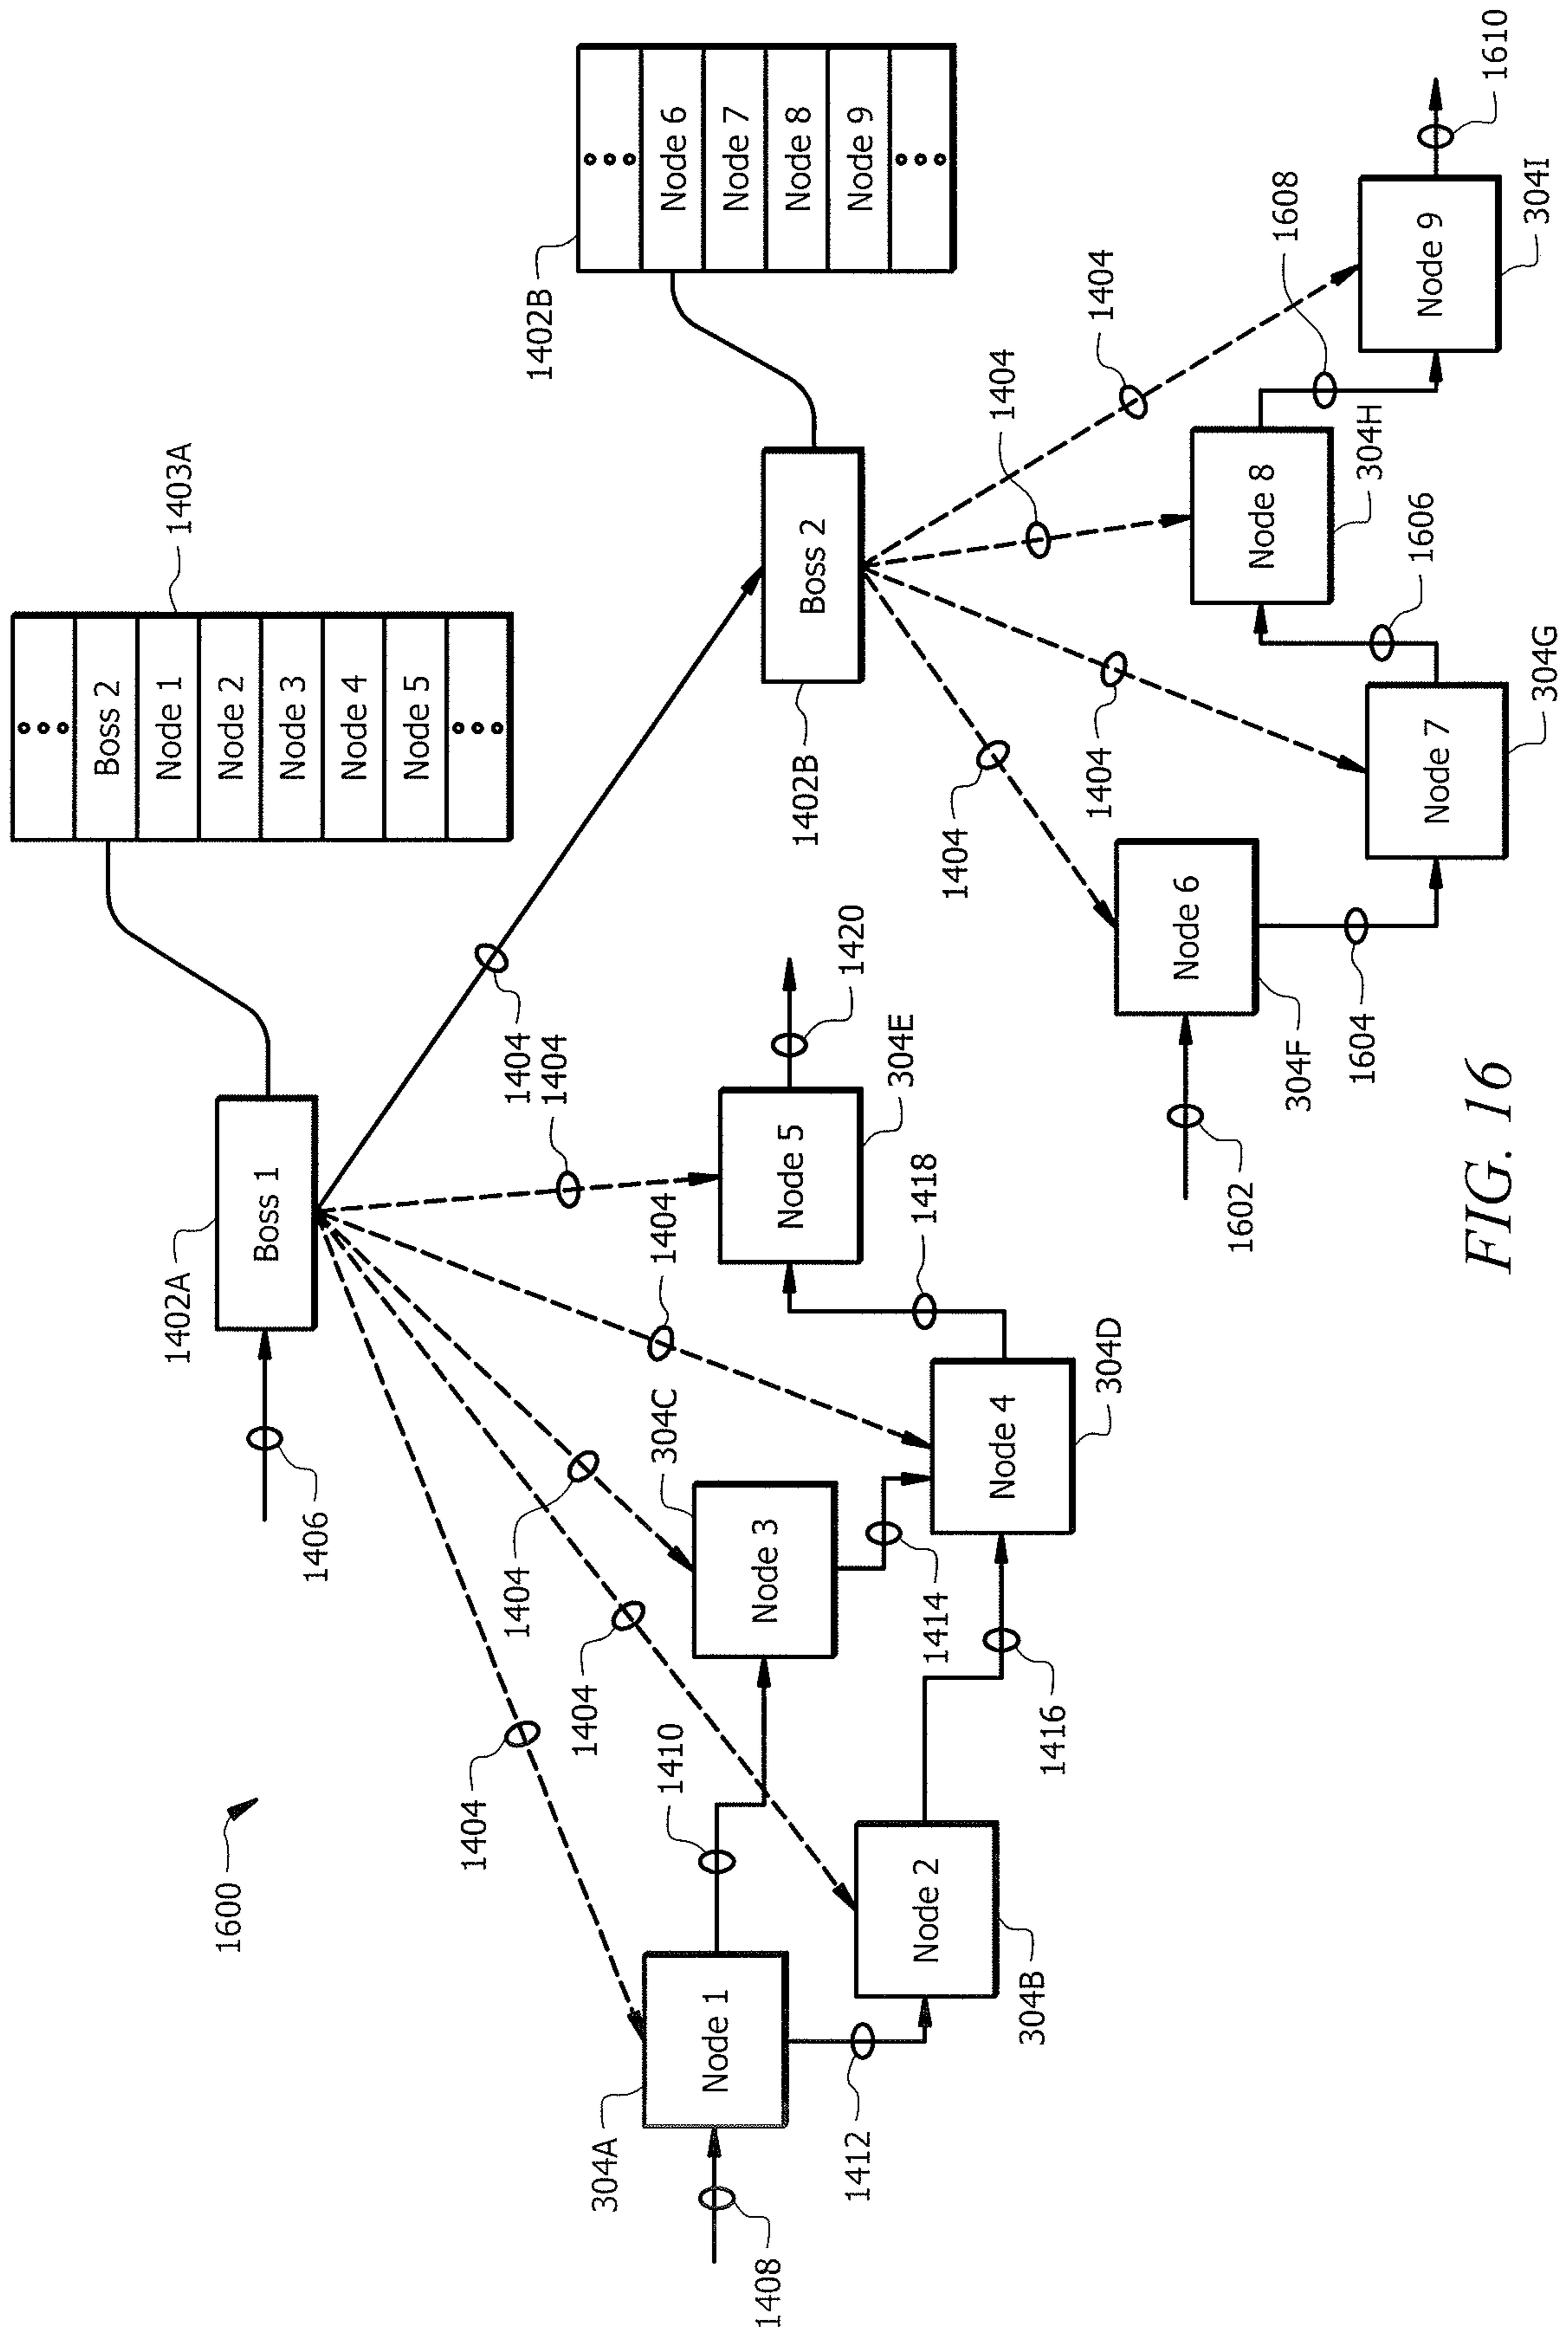 1600
1402A
1403A
Boss 2
Node 1
Node 2
Node 3
Node 4
Node 5
Boss 1
1406
1404
1404
1404
1404
1404
1404
304A
1410
304C
1420
1402B
Node 6
Node 7
Node 8
Node 9
Node 1
Node 3
Node 5
Boss 2
1402B
1408
1412
304E
1418
1414
Node 2
Node 4
304B
1416
304D
1404
1404
1404
1404
Node 6
Node 8
1608
1602
304F
1604
304H
1606
Node 7
Node 9
1610
304G
304I
FIG. 16